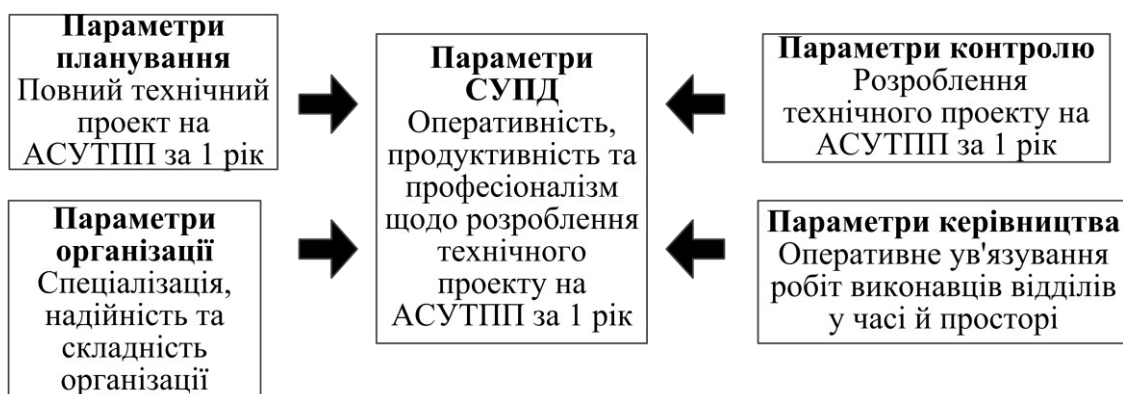 Параметри
планування
Повний технічний
проект на
АСУТПП за 1 рік
Параметри
організації
Спеціалізація,
надійність та
складність
організації
Параметри
СУПД
Оперативність,
продуктивність та
професіоналізм
щодо розроблення
технічного
проекту на
АСУТПП за 1 рік
Параметри контролю
Розроблення
технічного проекту на
АСУТПП за 1 рік
Параметри керівництва
Оперативне ув'язування
робіт виконавців відділів
у часі й просторі